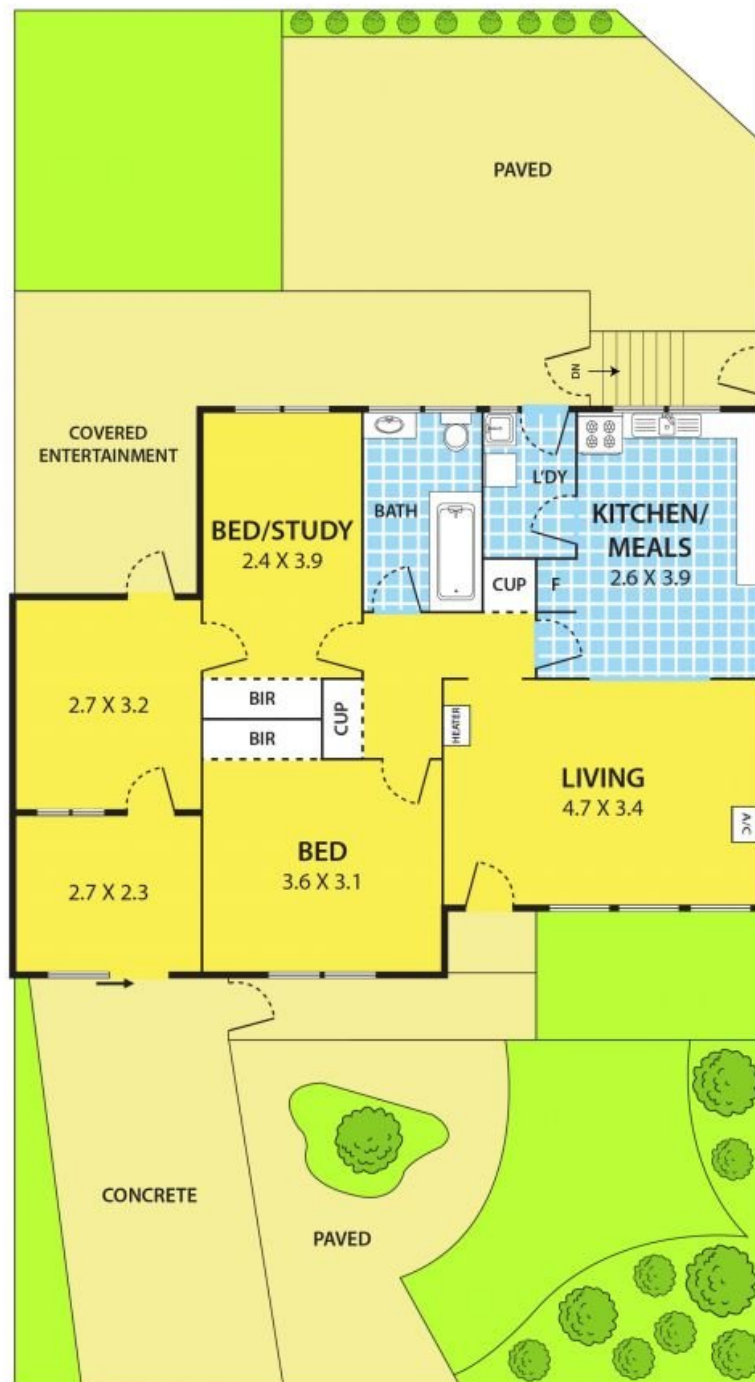 PAVED
DN
COVERED
ENTERTAINMENT
BED/STUDY
2.4 X 3.9
BATH
L'DY
KITCHEN/
MEALS
2.6 X 3.9
CUP
F
2.7 X 3.2
BIR
CUP
BIR
HEATER
LIVING
4.7 X 3.4
A/C
BED
3.6 X 3.1
2.7 X 2.3
CONCRETE
PAVED